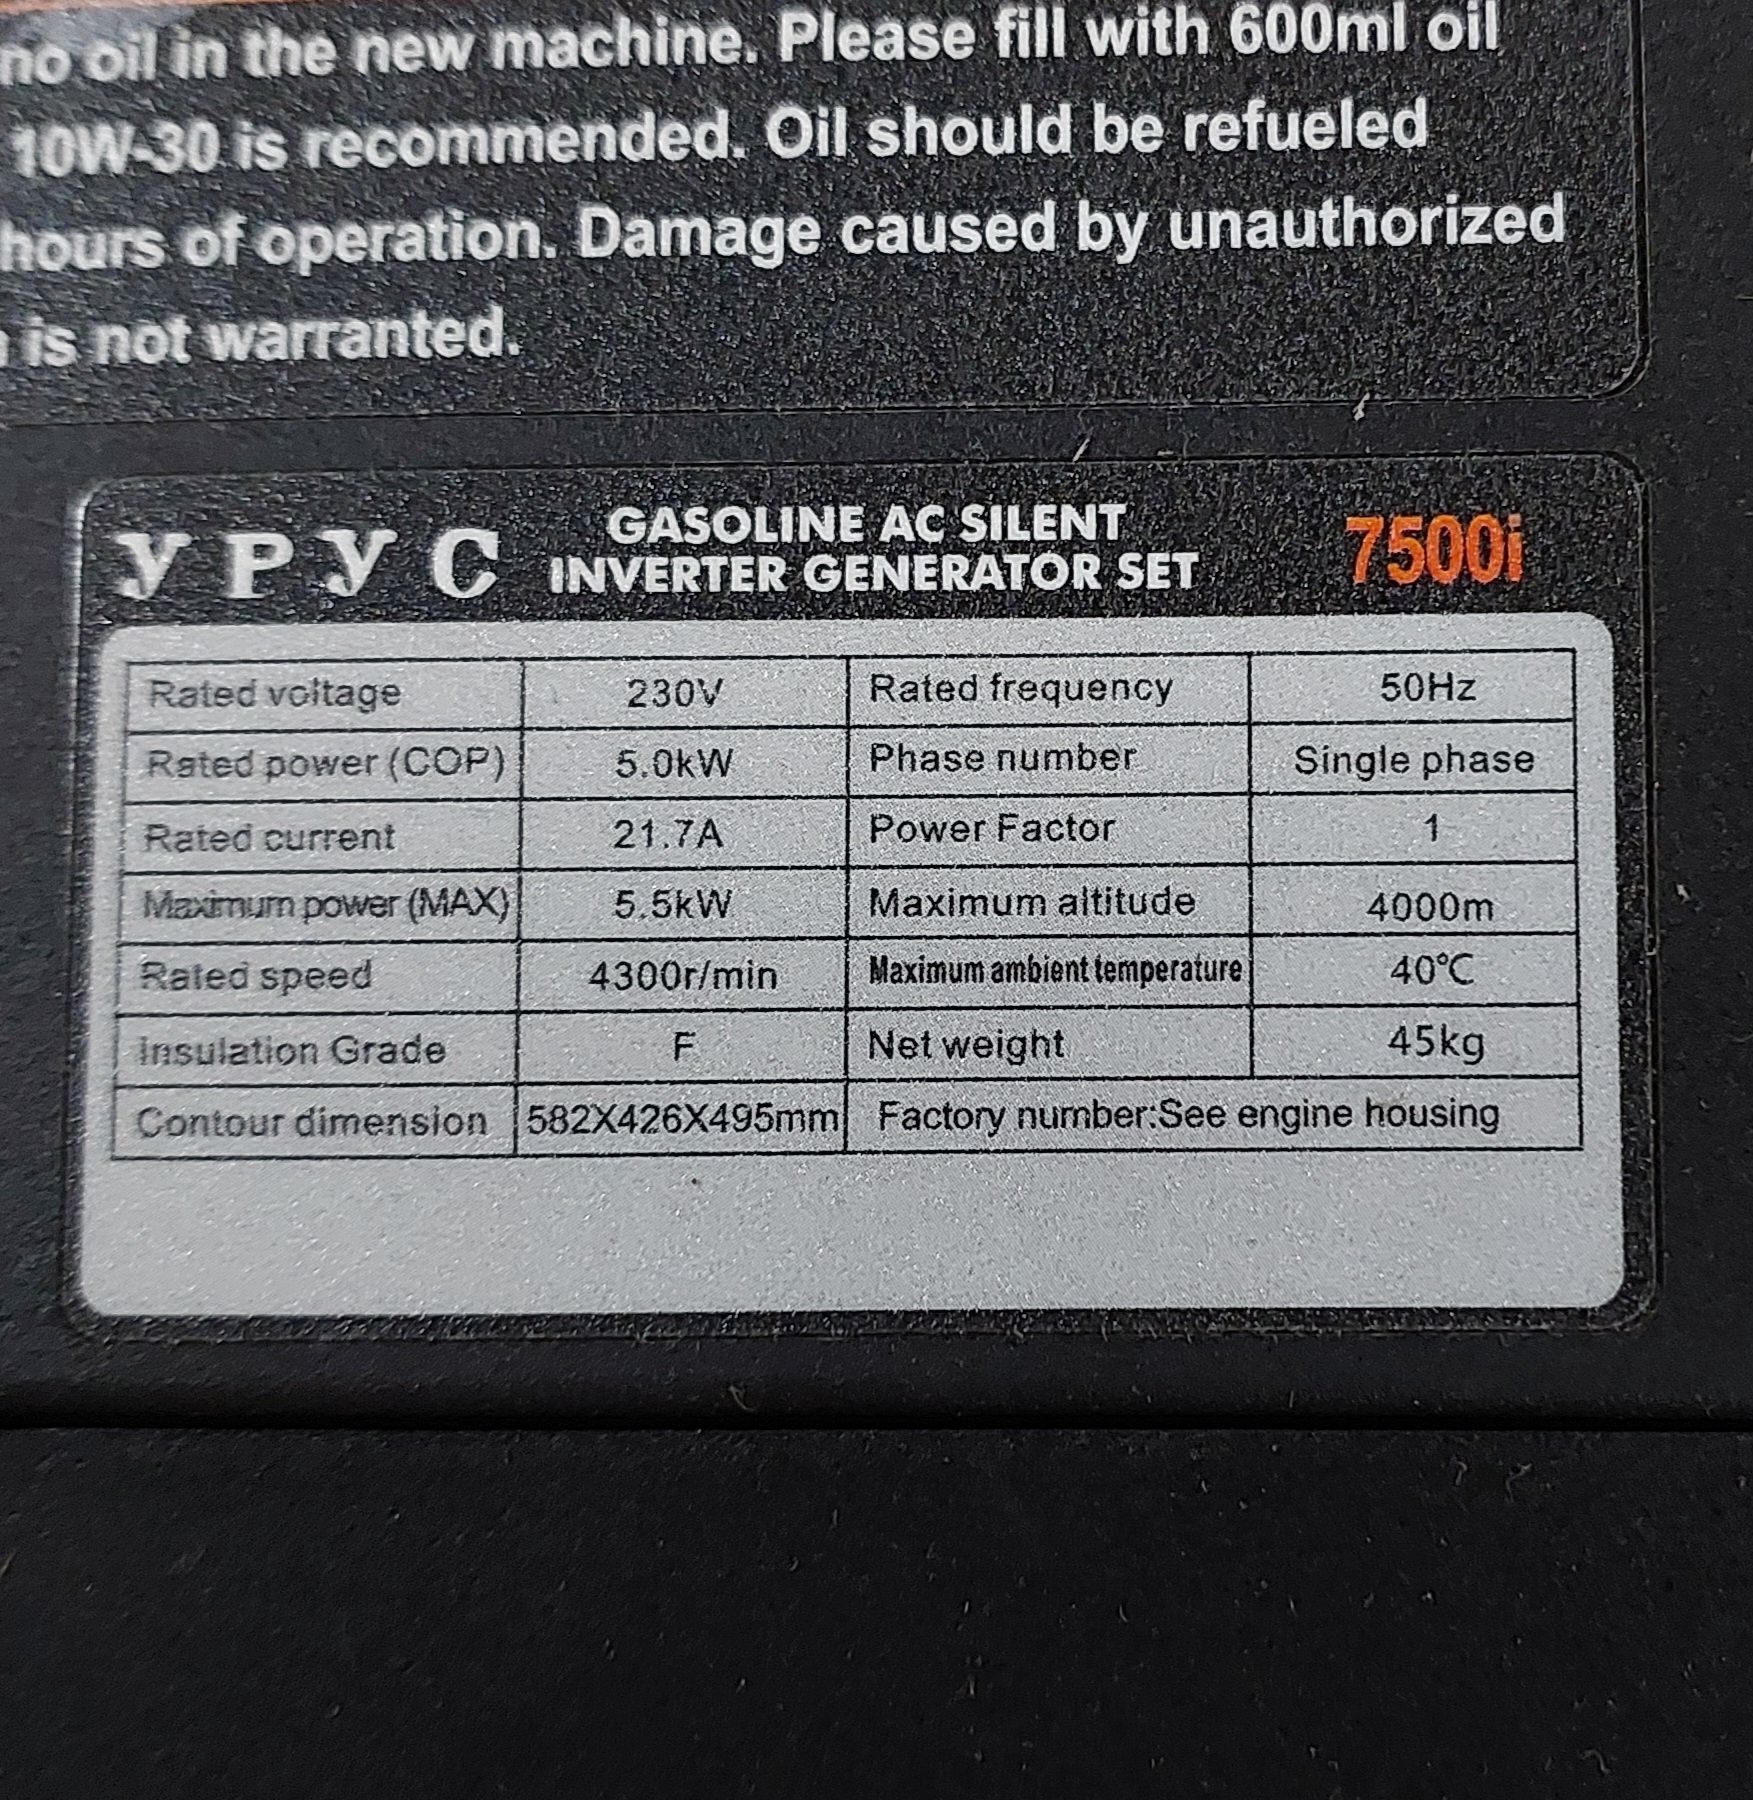 no oil in the new machine. Please fill with 600ml oil
10W-30 is recommended. Oil should be refueled
hours of operation. Damage caused by unauthorized
is not warranted.
УРУС GASOLINE AC SILENT INVERTER GENERATOR SET 7500i
Rated voltage 230V Rated frequency 50Hz
Rated power (COP) 5.0kW Phase number Single phase
Rated current 21.7A Power Factor 1
Maximum power (MAX) 5.5kW Maximum altitude 4000m
Rated speed 4300r/min Maximum ambient temperature 40℃
Insulation Grade F Net weight 45kg
Contour dimension 582X426X495mm Factory number:See engine housing